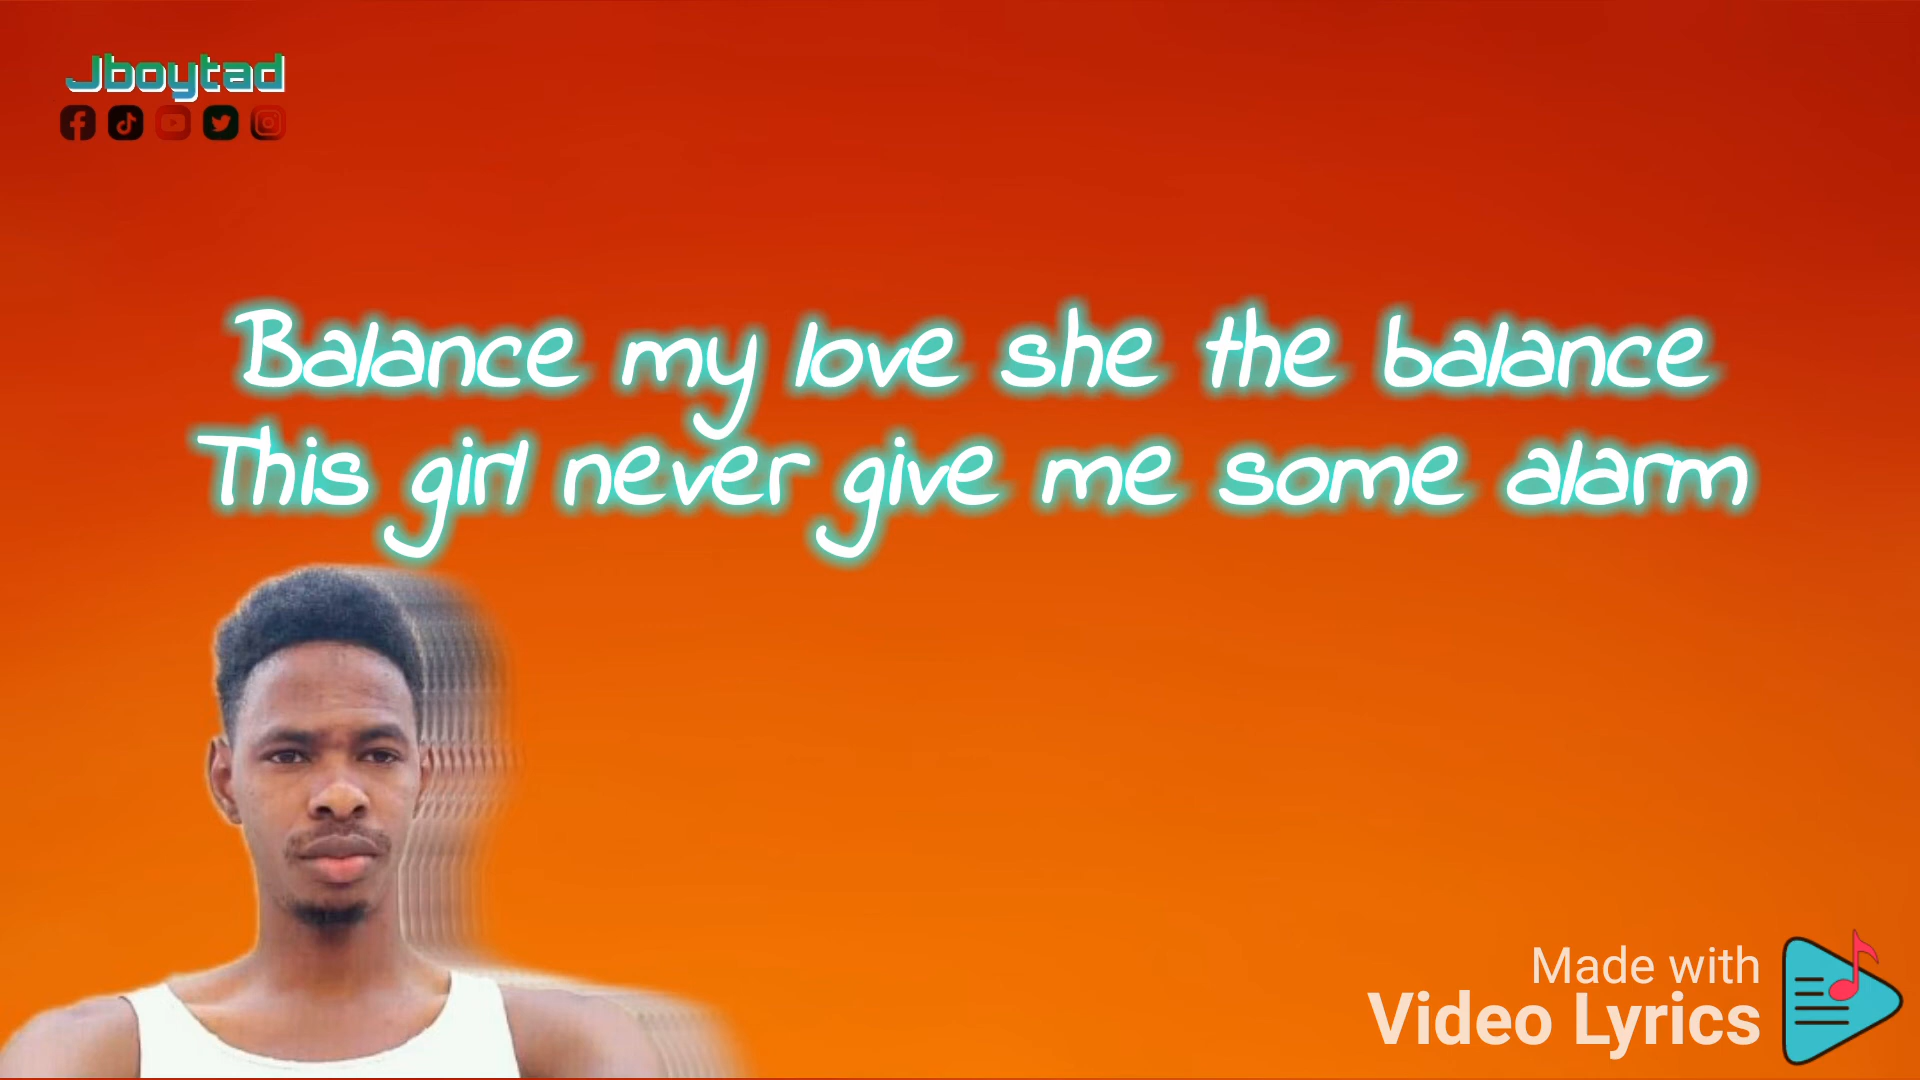 Jboytad
Balance my love she the balance
This girl never give me some alarm
Made with
Video Lyrics